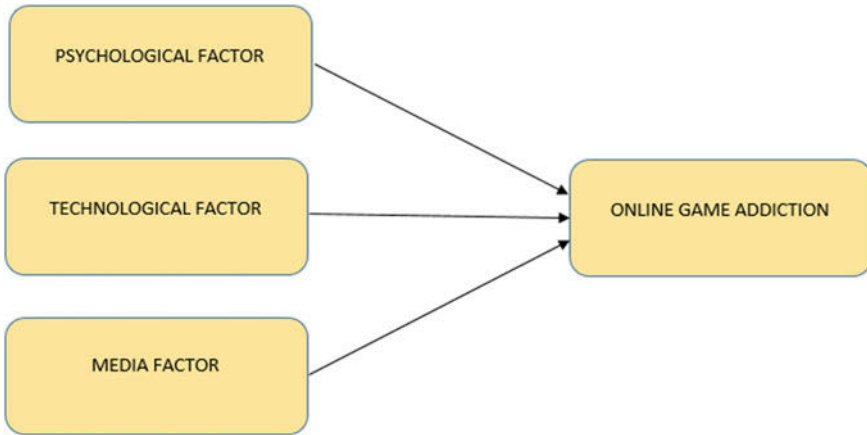 PSYCHOLOGICAL FACTOR
TECHNOLOGICAL FACTOR
ONLINE GAME ADDICTION
MEDIA FACTOR